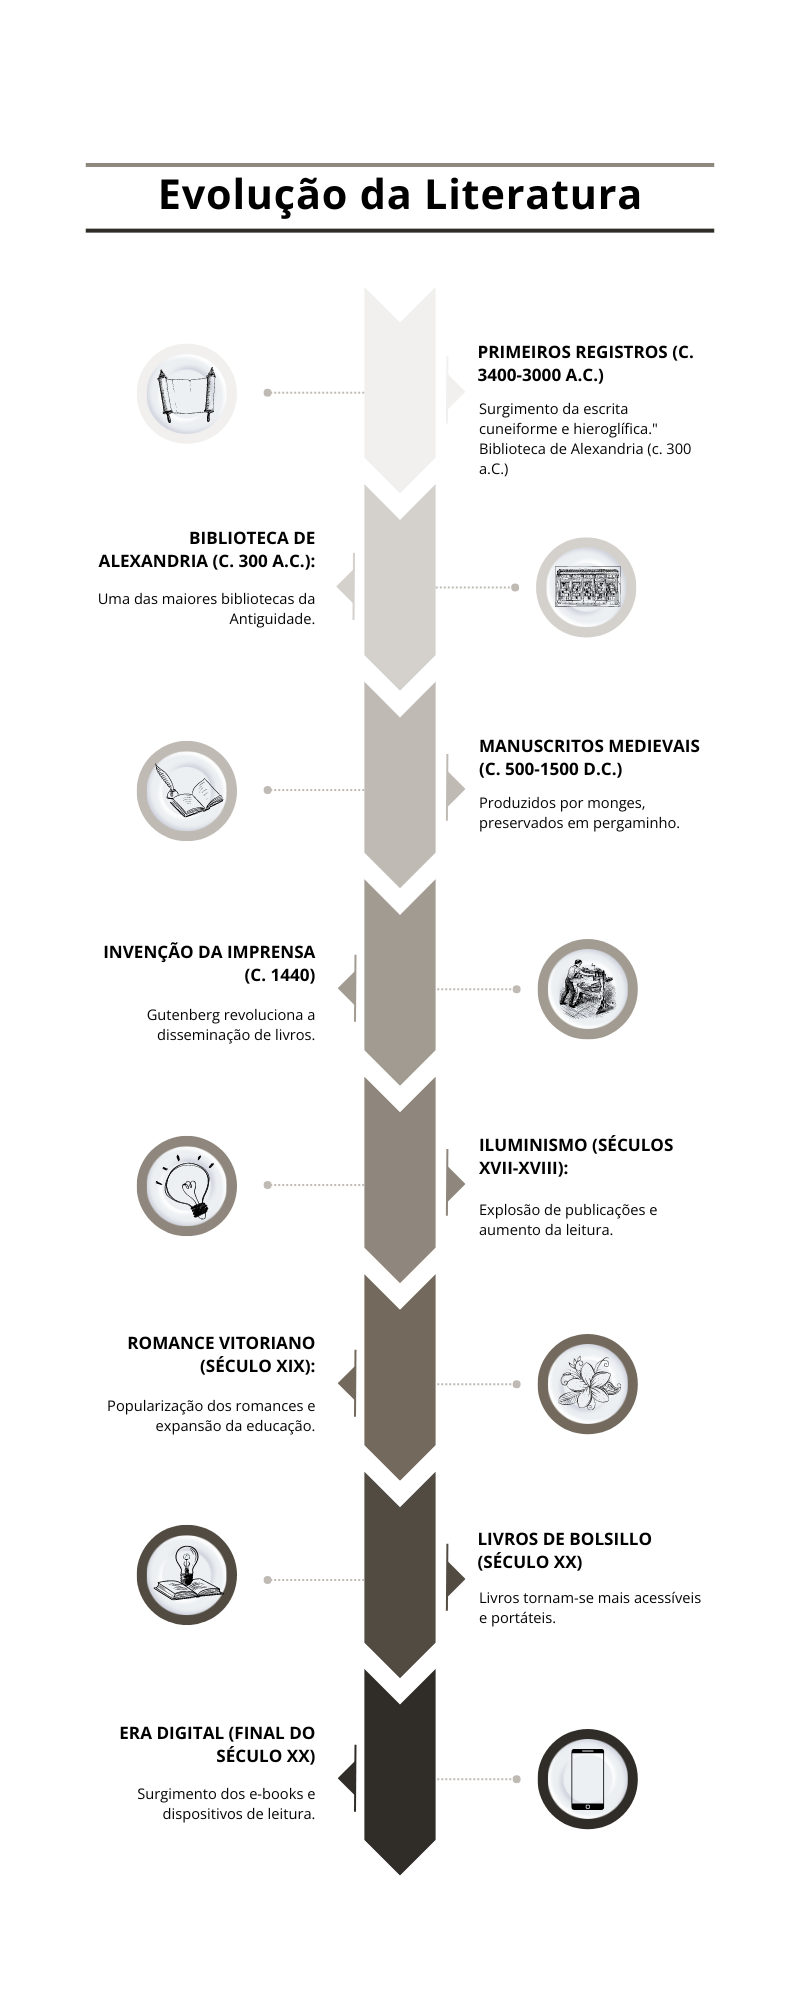 Evolução da Literatura
PRIMEIROS REGISTROS (C.
3400-3000 A.C.)
Surgimento da escrita
cuneiforme e hieroglífica."
Biblioteca de Alexandria (c. 300
a.C.)
BIBLIOTECA DE
ALEXANDRIA (C. 300 A.C.):
Uma das maiores bibliotecas da
Antiguidade.
MANUSCRITOS MEDIEVAIS
(C. 500-1500 D.C.)
Produzidos por monges,
preservados em pergaminho.
INVENÇÃO DA IMPRENSA
(C. 1440)
Gutenberg revoluciona a
disseminação de livros.
ILUMINISMO (SÉCULOS
XVII-XVIII):
Explosão de publicações e
aumento da leitura.
ROMANCE VITORIANO
(SÉCULO XIX):
Popularização dos romances e
expansão da educação.
LIVROS DE BOLSILLO
(SÉCULO XX)
Livros tornam-se mais acessíveis
e portáteis.
ERA DIGITAL (FINAL DO
SÉCULO XX)
Surgimento dos e-books e
dispositivos de leitura.